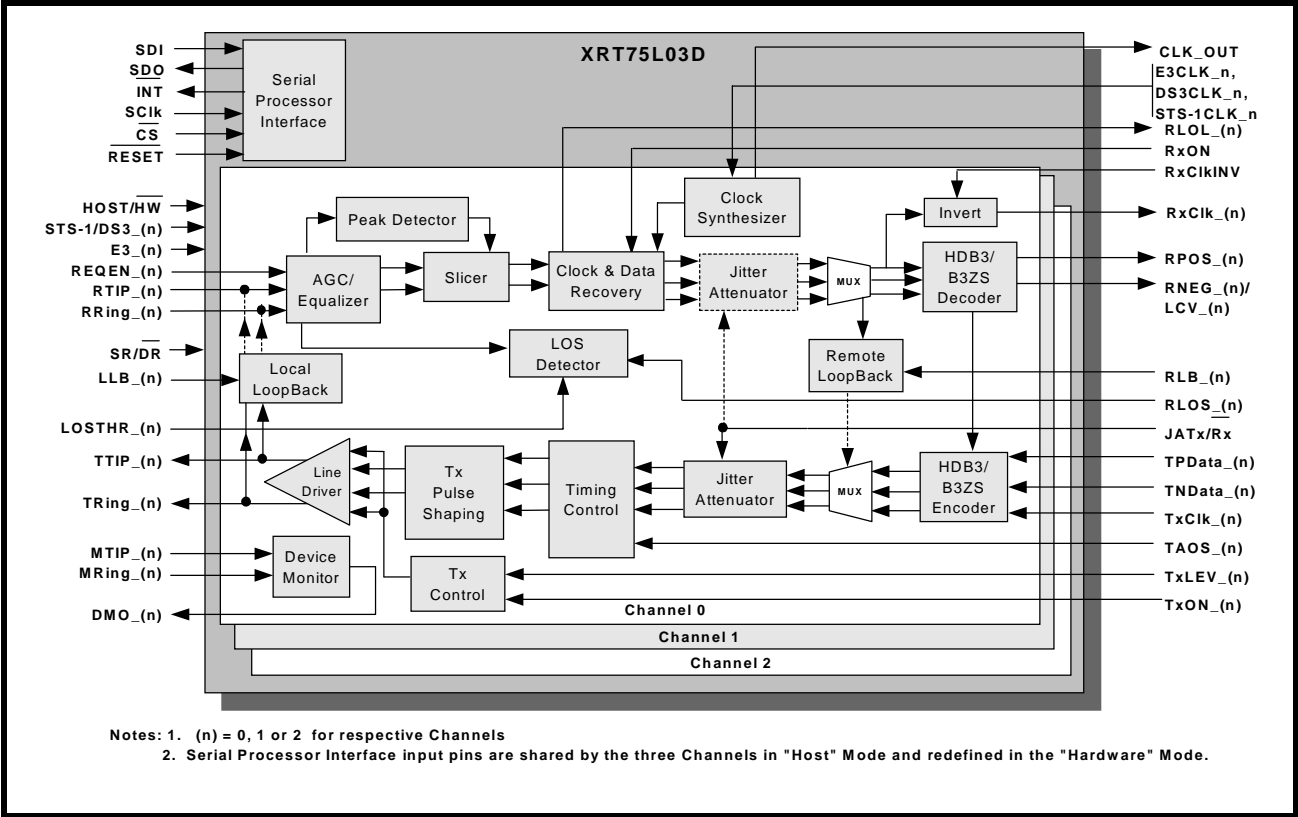 XRT75L03D
SDI
SDO
INT
SClk
CS
RESET
Serial
Processor
Interface
HOST/HW
STS-1/DS3_(n)
E3_(n)
REQEN_(n)
RTIP_(n)
RRing_(n)
SR/DR
LLB_(n)
LOSTHR_(n)
TTIP_(n)
TRing_(n)
MTIP_(n)
MRing_(n)
DMO_(n)
Peak Detector
AGC/
Equalizer
Slicer
Clock & Data
Recovery
Clock
Synthesizer
Jitter
Attenuator
MUX
Invert
HDB3/
B3ZS
Decoder
LOS
Detector
Remote
LoopBack
Local
LoopBack
Line
Driver
Tx
Pulse
Shaping
Timing
Control
Jitter
Attenuator
MUX
HDB3/
B3ZS
Encoder
Device
Monitor
Tx
Control
Channel 0
Channel 1
Channel 2
CLK_OUT
E3CLK_n,
DS3CLK_n,
STS-1CLK_n
RLOL_(n)
RxON
RxClkINV
RxClk_(n)
RPOS_(n)
RNEG_(n)/
LCV_(n)
RLB_(n)
RLOS_(n)
JATx/Rx
TPData_(n)
TNData_(n)
TxClk_(n)
TAOS_(n)
TxLEV_(n)
TxON_(n)
Notes: 1. (n) = 0, 1 or 2 for respective Channels
2. Serial Processor Interface input pins are shared by the three Channels in "Host" Mode and redefined in the "Hardware" Mode.